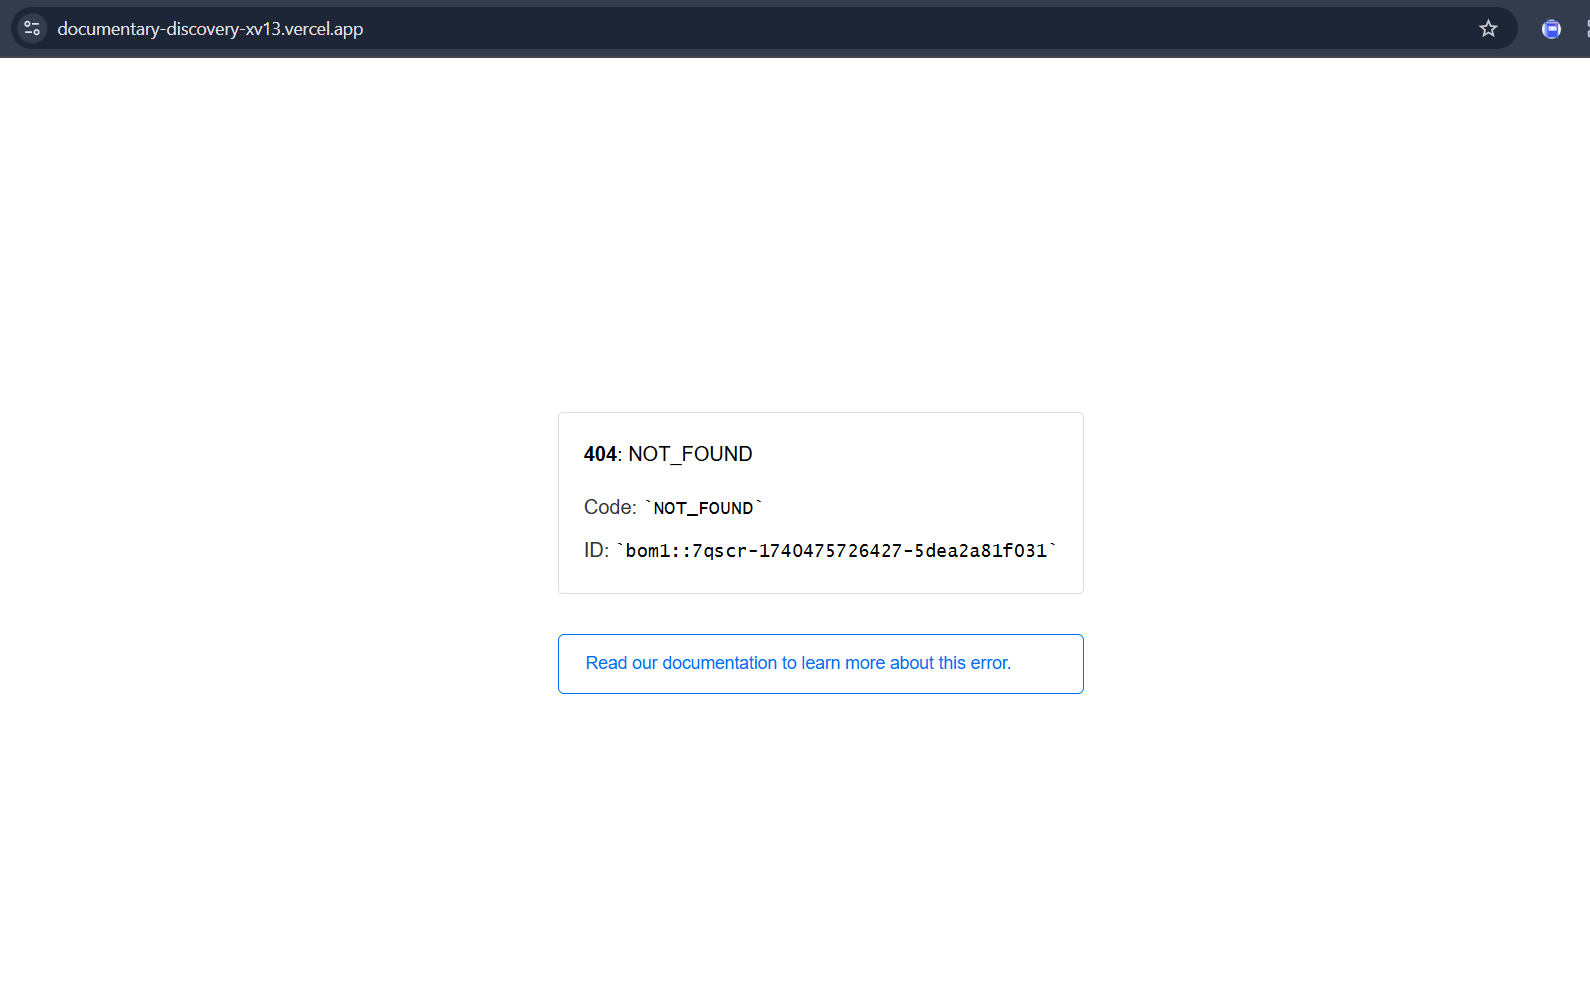 documentary-discovery-xv13.vercel.app
404: NOT_FOUND
Code: `NOT_FOUND`
ID: `bom1::7qscr-1740475726427-5dea2a81f031`
Read our documentation to learn more about this error.